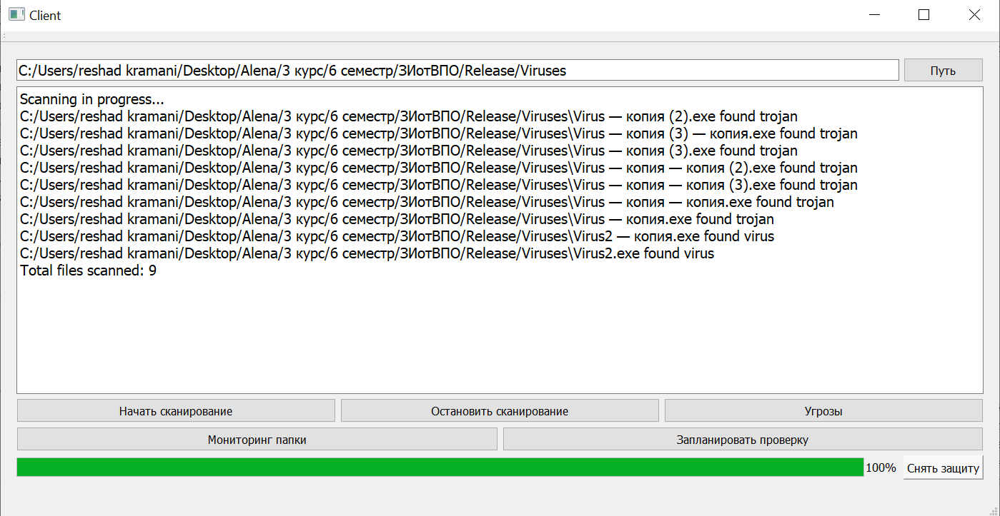 Client
C:/Users/reshad kramani/Desktop/Alena/3 курс/6 семестр/ЗИотВПО/Release/Viruses
Путь
Scanning in progress...
C:/Users/reshad kramani/Desktop/Alena/3 курс/6 семестр/ЗИотВПО/Release/Viruses\Virus — копия (2).exe found trojan
C:/Users/reshad kramani/Desktop/Alena/3 курс/6 семестр/ЗИотВПО/Release/Viruses\Virus — копия (3) — копия.exe found trojan
C:/Users/reshad kramani/Desktop/Alena/3 курс/6 семестр/ЗИотВПО/Release/Viruses\Virus — копия (3).exe found trojan
C:/Users/reshad kramani/Desktop/Alena/3 курс/6 семестр/ЗИотВПО/Release/Viruses\Virus — копия — копия (2).exe found trojan
C:/Users/reshad kramani/Desktop/Alena/3 курс/6 семестр/ЗИотВПО/Release/Viruses\Virus — копия — копия (3).exe found trojan
C:/Users/reshad kramani/Desktop/Alena/3 курс/6 семестр/ЗИотВПО/Release/Viruses\Virus — копия — копия.exe found trojan
C:/Users/reshad kramani/Desktop/Alena/3 курс/6 семестр/ЗИотВПО/Release/Viruses\Virus — копия.exe found trojan
C:/Users/reshad kramani/Desktop/Alena/3 курс/6 семестр/ЗИотВПО/Release/Viruses\Virus2 — копия.exe found virus
C:/Users/reshad kramani/Desktop/Alena/3 курс/6 семестр/ЗИотВПО/Release/Viruses\Virus2.exe found virus
Total files scanned: 9
Начать сканирование
Остановить сканирование
Угрозы
Мониторинг папки
Запланировать проверку
100%
Снять защиту